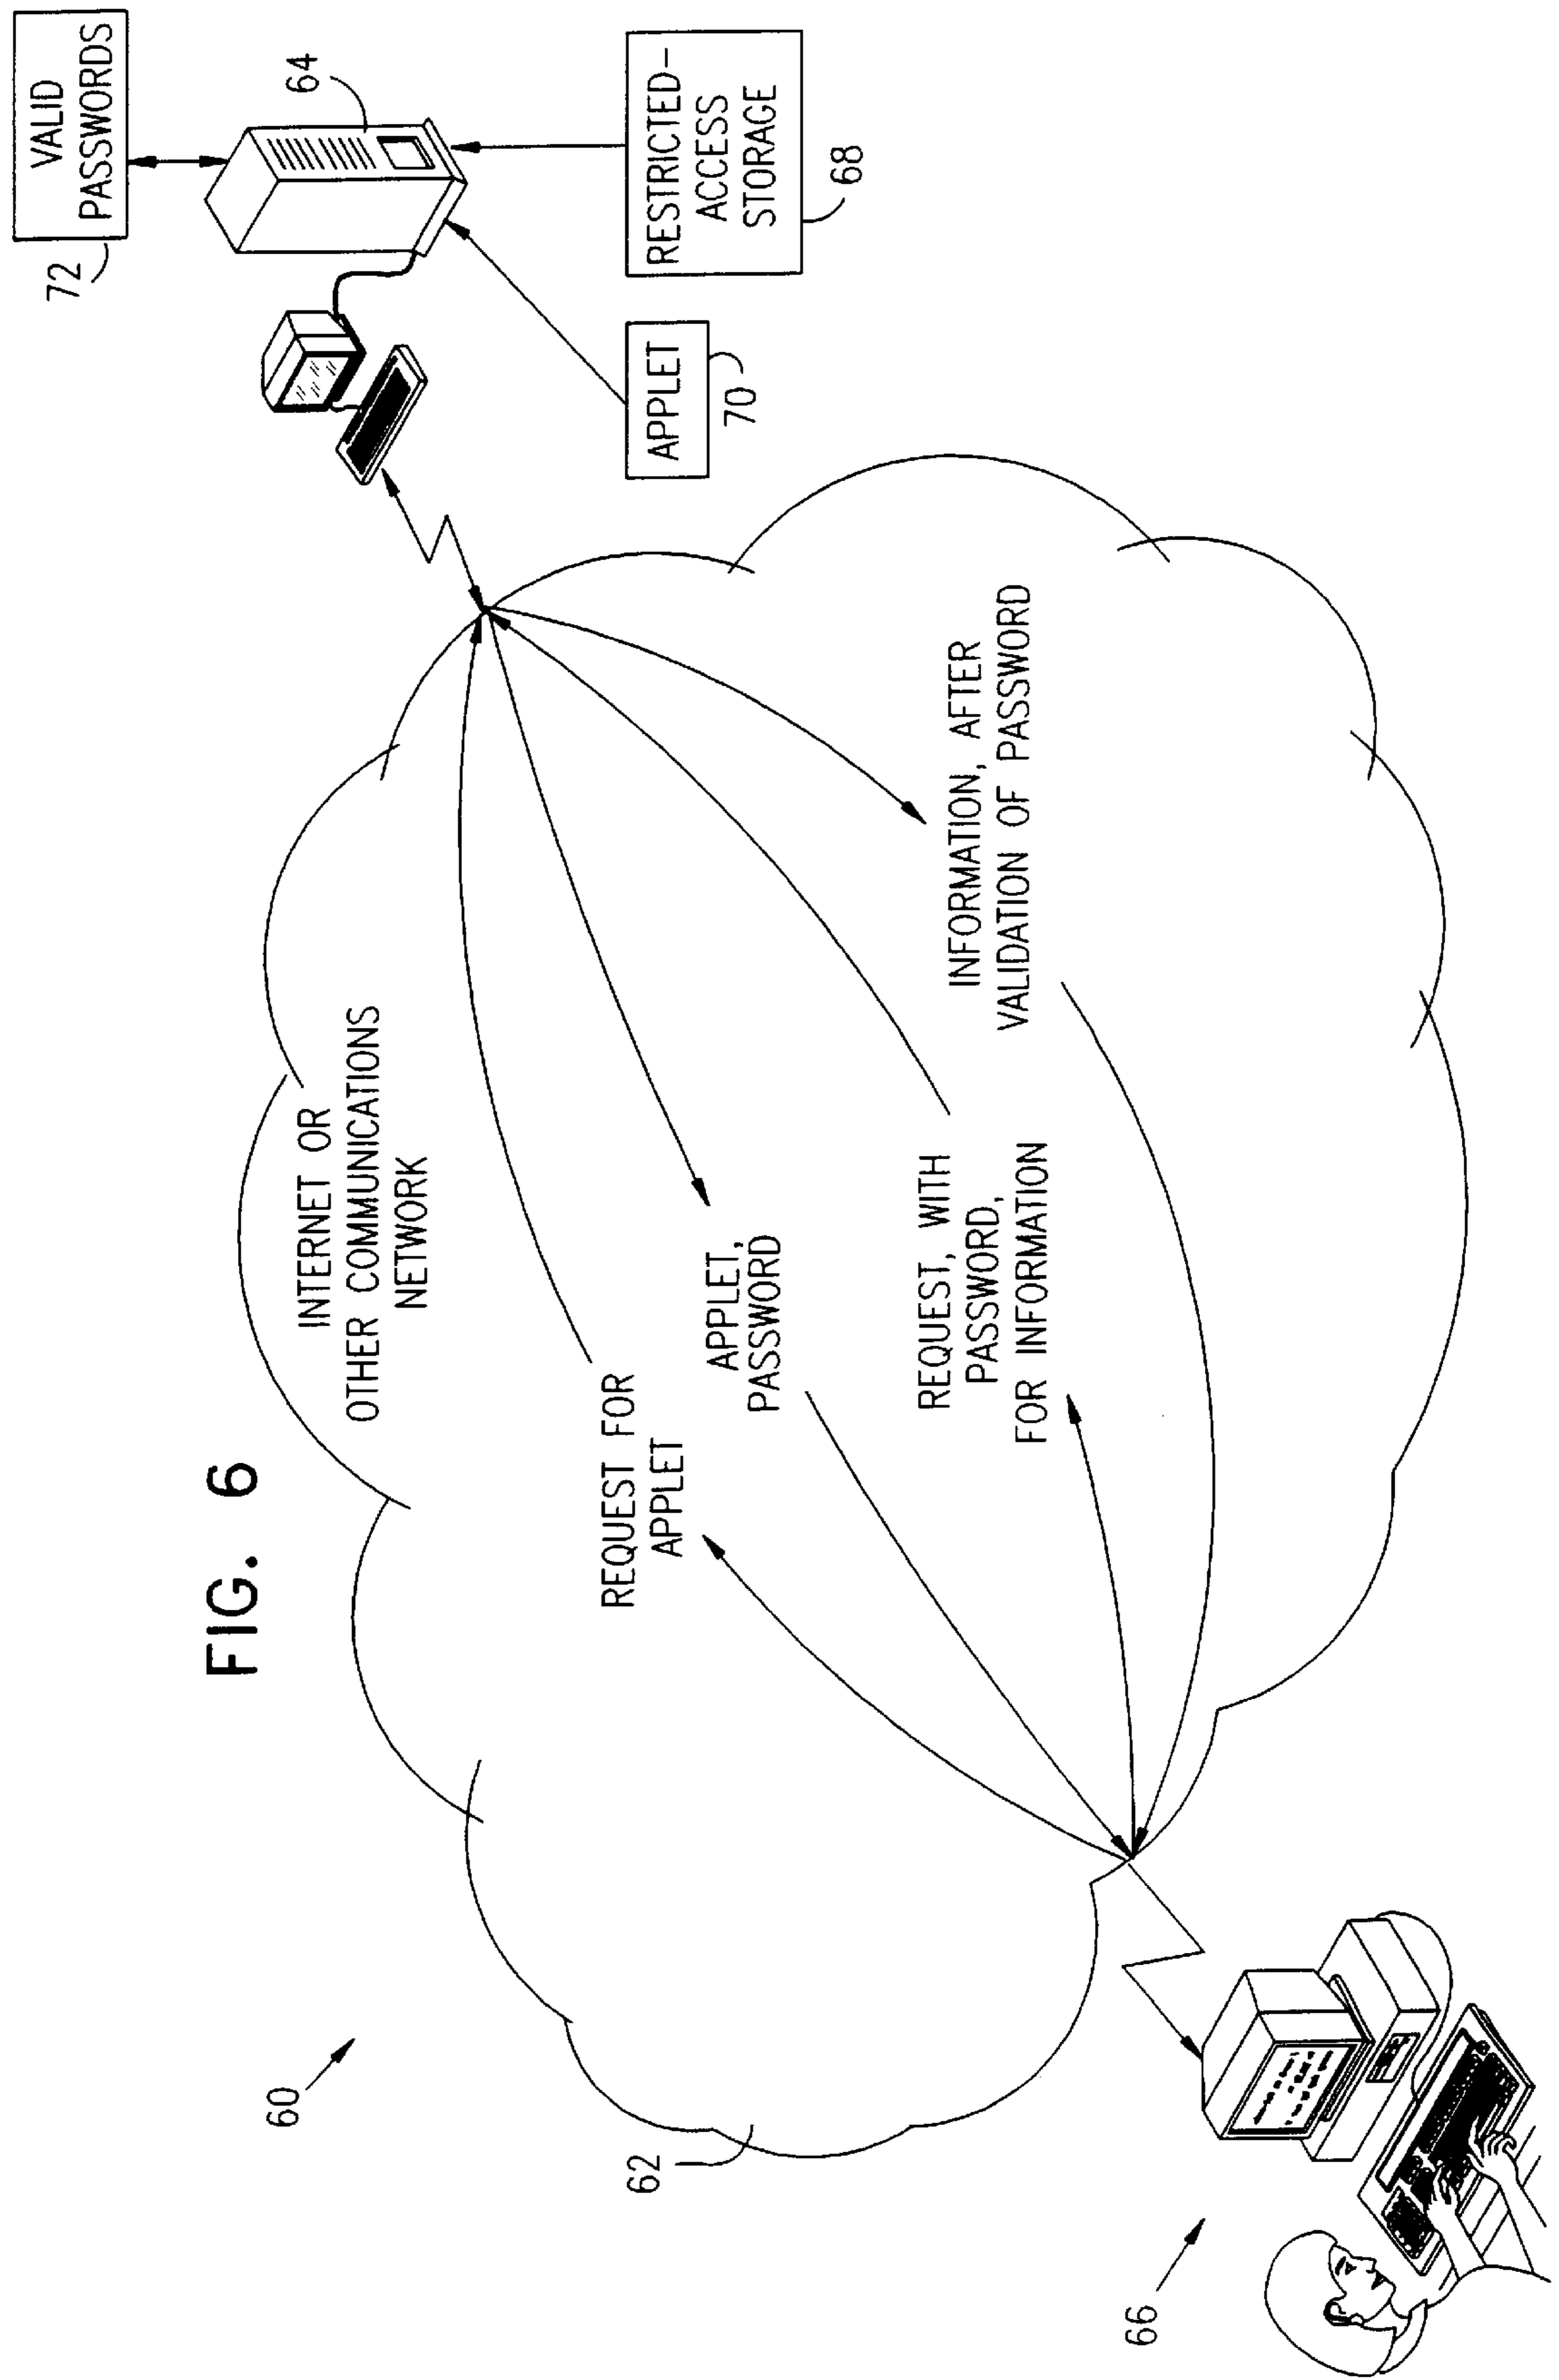 FIG. 6
60
62
INTERNET OR
OTHER COMMUNICATIONS
NETWORK
VALID
PASSWORDS
72
64
RESTRICTED-
ACCESS
STORAGE
68
APPLET
70
REQUEST FOR
APPLET
APPLET,
PASSWORD
REQUEST, WITH
PASSWORD,
FOR INFORMATION
INFORMATION, AFTER
VALIDATION OF PASSWORD
66